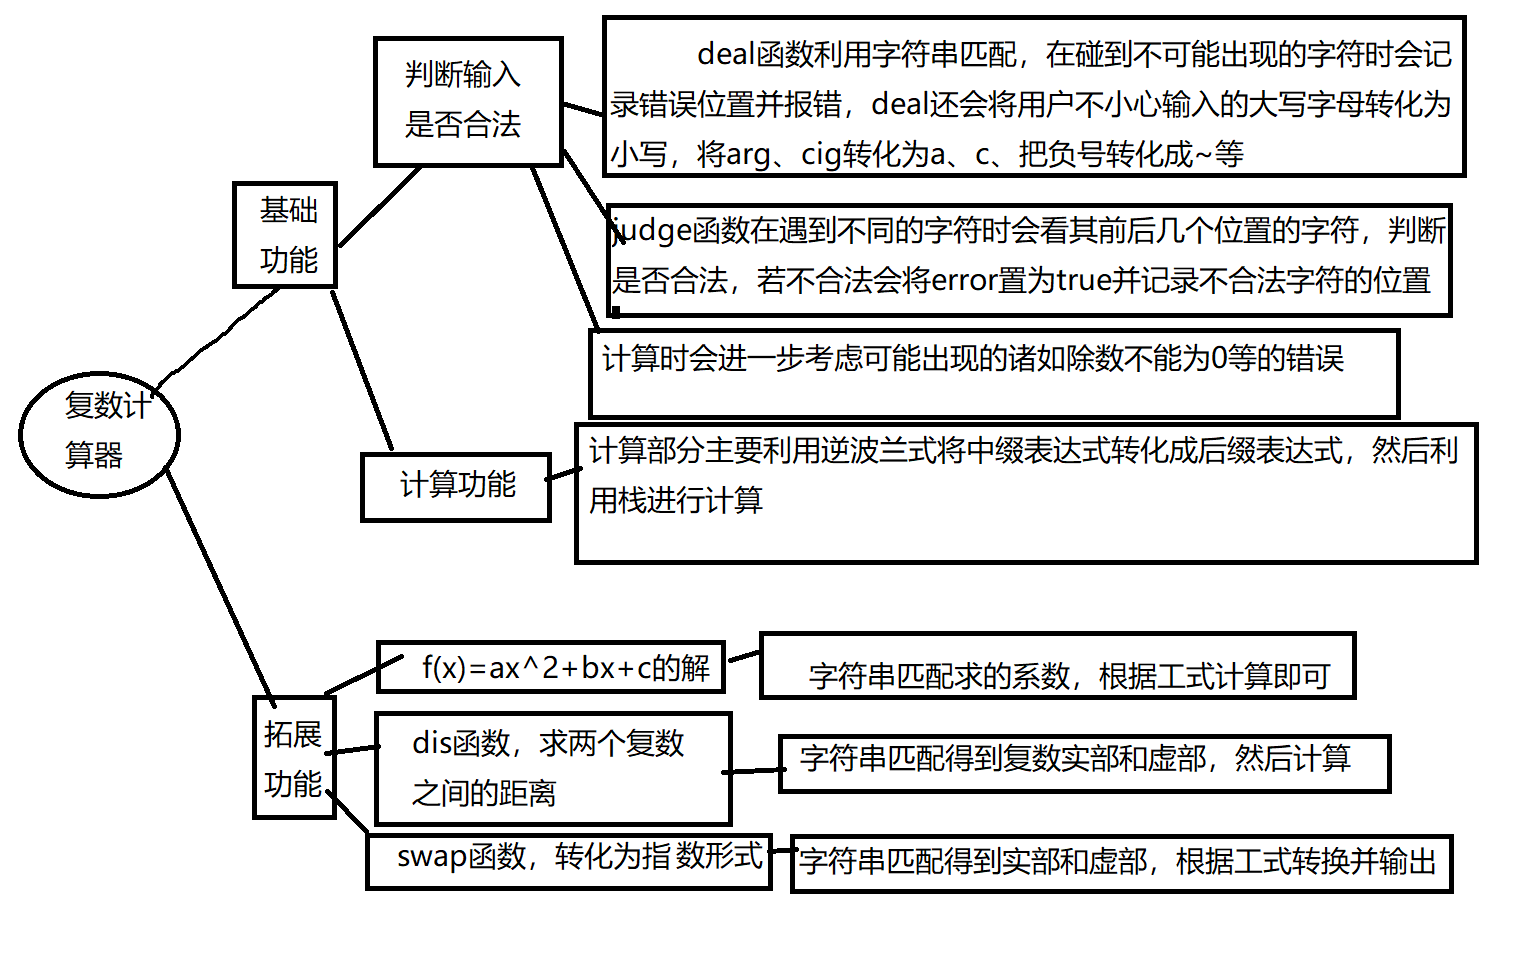 判断输入
是否合法
deal函数利用字符串匹配，在碰到不可能出现的字符时会记
录错误位置并报错，deal还会将用户不小心输入的大写字母转化为
小写，将arg、cig转化为a、c、把负号转化成~等
基础
功能
judge函数在遇到不同的字符时会看其前后几个位置的字符，判断
是否合法，若不合法会将error置为true并记录不合法字符的位置
计算时会进一步考虑可能出现的诸如除数不能为0等的错误
复数计
算器
计算功能
计算部分主要利用逆波兰式将中缀表达式转化成后缀表达式，然后利
用栈进行计算
f(x)=ax^2+bx+c的解
字符串匹配求的系数，根据工式计算即可
拓展
功能
dis函数，求两个复数
之间的距离
字符串匹配得到复数实部和虚部，然后计算
swap函数，转化为指数形式
字符串匹配得到实部和虚部，根据工式转换并输出